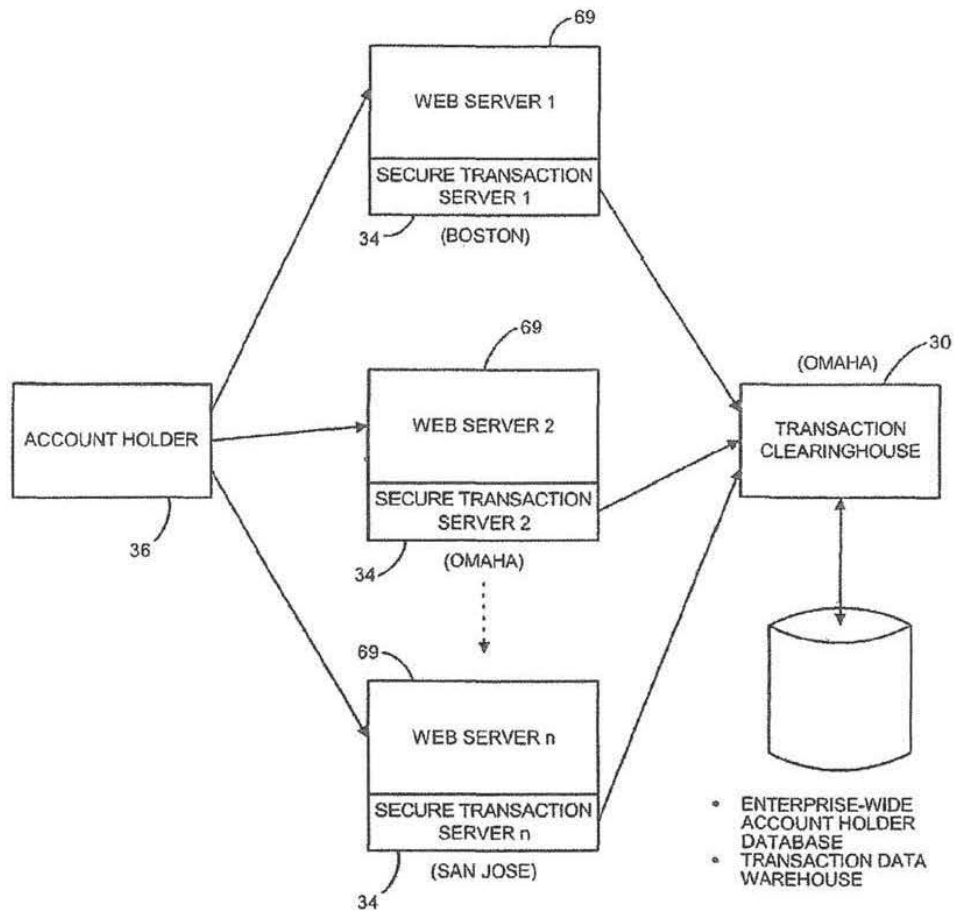 69
WEB SERVER 1
SECURE TRANSACTION
SERVER 1
34
(BOSTON)
69
WEB SERVER 2
SECURE TRANSACTION
SERVER 2
34
(OMAHA)
ACCOUNT HOLDER
36
(OMAHA)
30
TRANSACTION
CLEARINGHOUSE
69
WEB SERVER n
SECURE TRANSACTION
SERVER n
34
(SAN JOSE)
• ENTERPRISE-WIDE
ACCOUNT HOLDER
DATABASE
• TRANSACTION DATA
WAREHOUSE